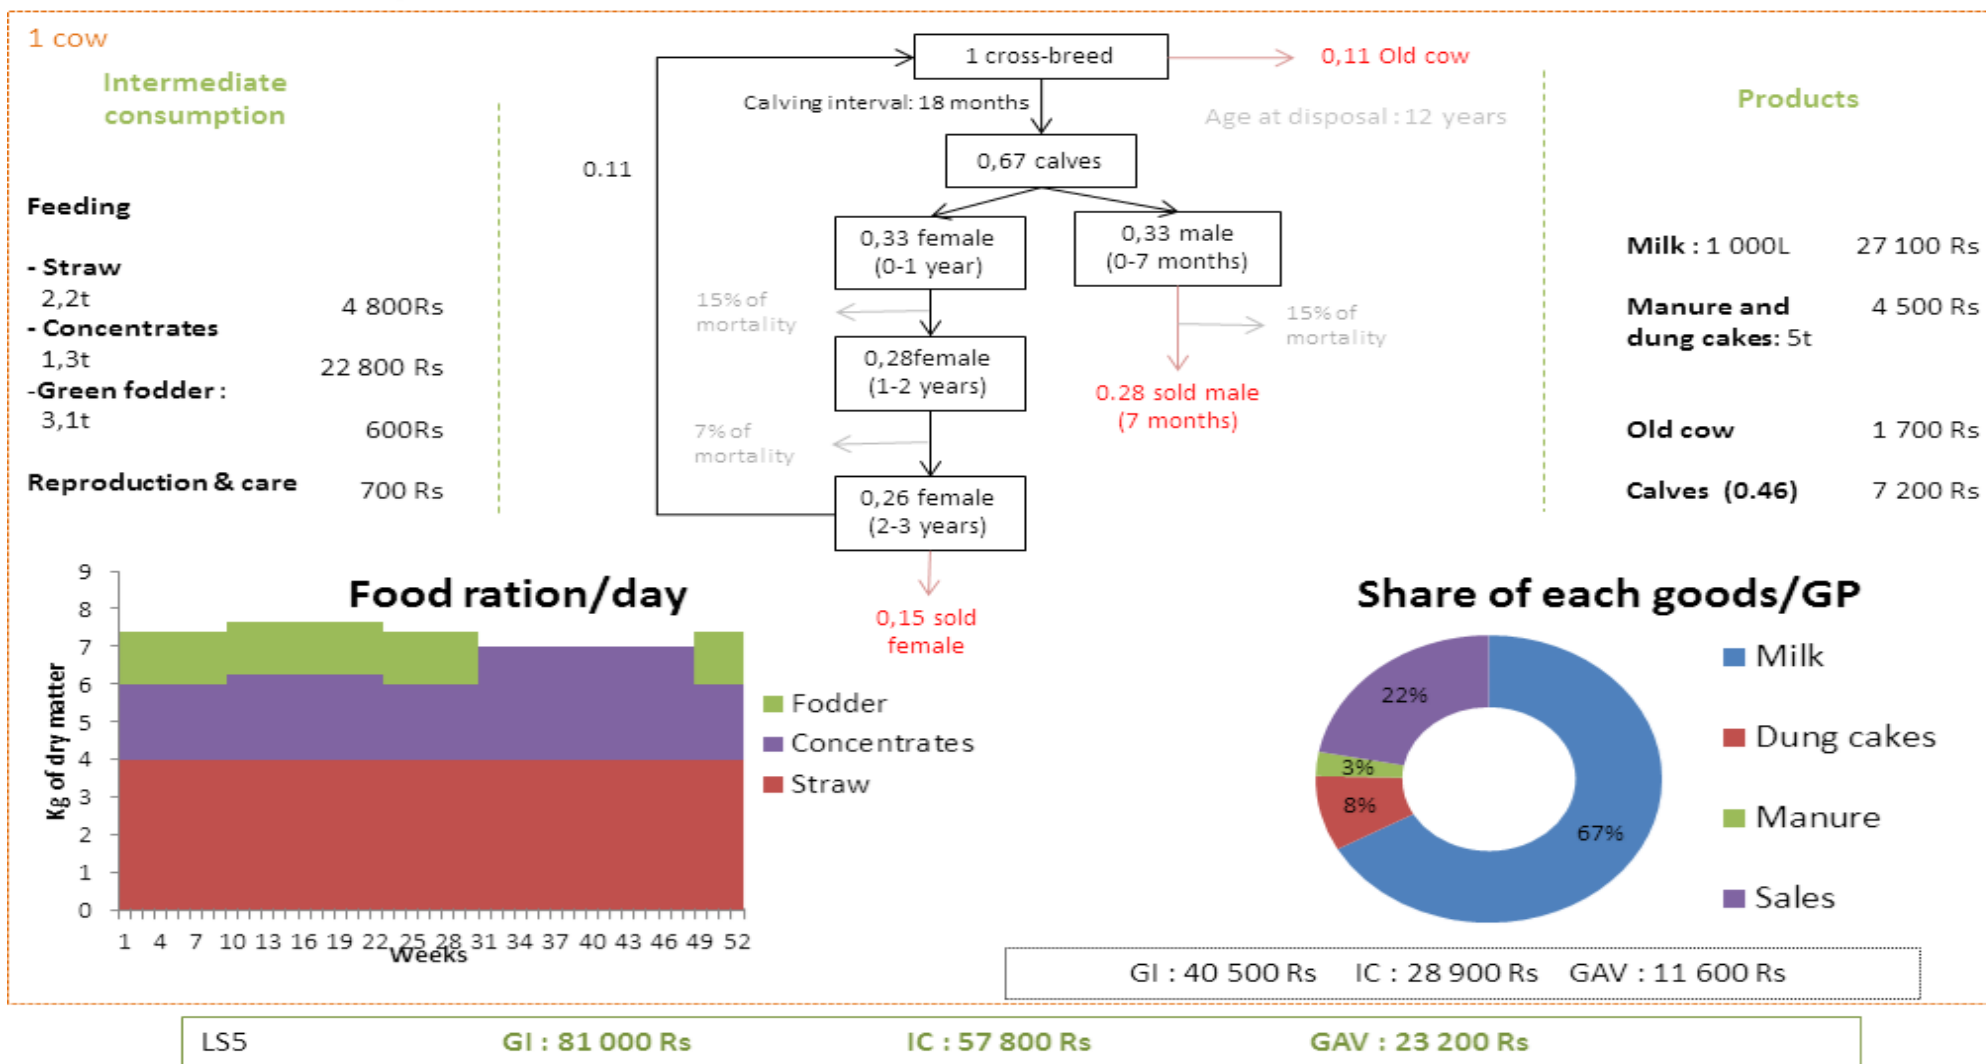 1 cow
Intermediate
consumption
Feeding
- Straw
2,2t
4 800Rs
- Concentrates
1,3t
22 800 Rs
-Green fodder :
3,1t
600Rs
Reproduction & care
700 Rs
1 cross-breed
0,11 Old cow
Calving interval: 18 months
Age at disposal : 12 years
0.11
0,67 calves
0,33 female
(0-1 year)
0,33 male
(0-7 months)
15% of
mortality
15% of
mortality
0,28female
(1-2 years)
0.28 sold male
(7 months)
7% of
mortality
0,26 female
(2-3 years)
0,15 sold
female
Products
Milk : 1 000L 27 100 Rs
Manure and 4 500 Rs
dung cakes: 5t
Old cow 1 700 Rs
Calves (0.46) 7 200 Rs
Food ration/day
Kg of dry matter
9
8
7
6
5
4
3
2
1
0
1 4 7 10 13 16 19 22 25 28 31 34 37 40 43 46 49 52
Weeks
Fodder
Concentrates
Straw
Share of each goods/GP
22%
3%
8%
67%
Milk
Dung cakes
Manure
Sales
GI : 40 500 Rs IC : 28 900 Rs GAV : 11 600 Rs
LS5 GI : 81 000 Rs IC : 57 800 Rs GAV : 23 200 Rs